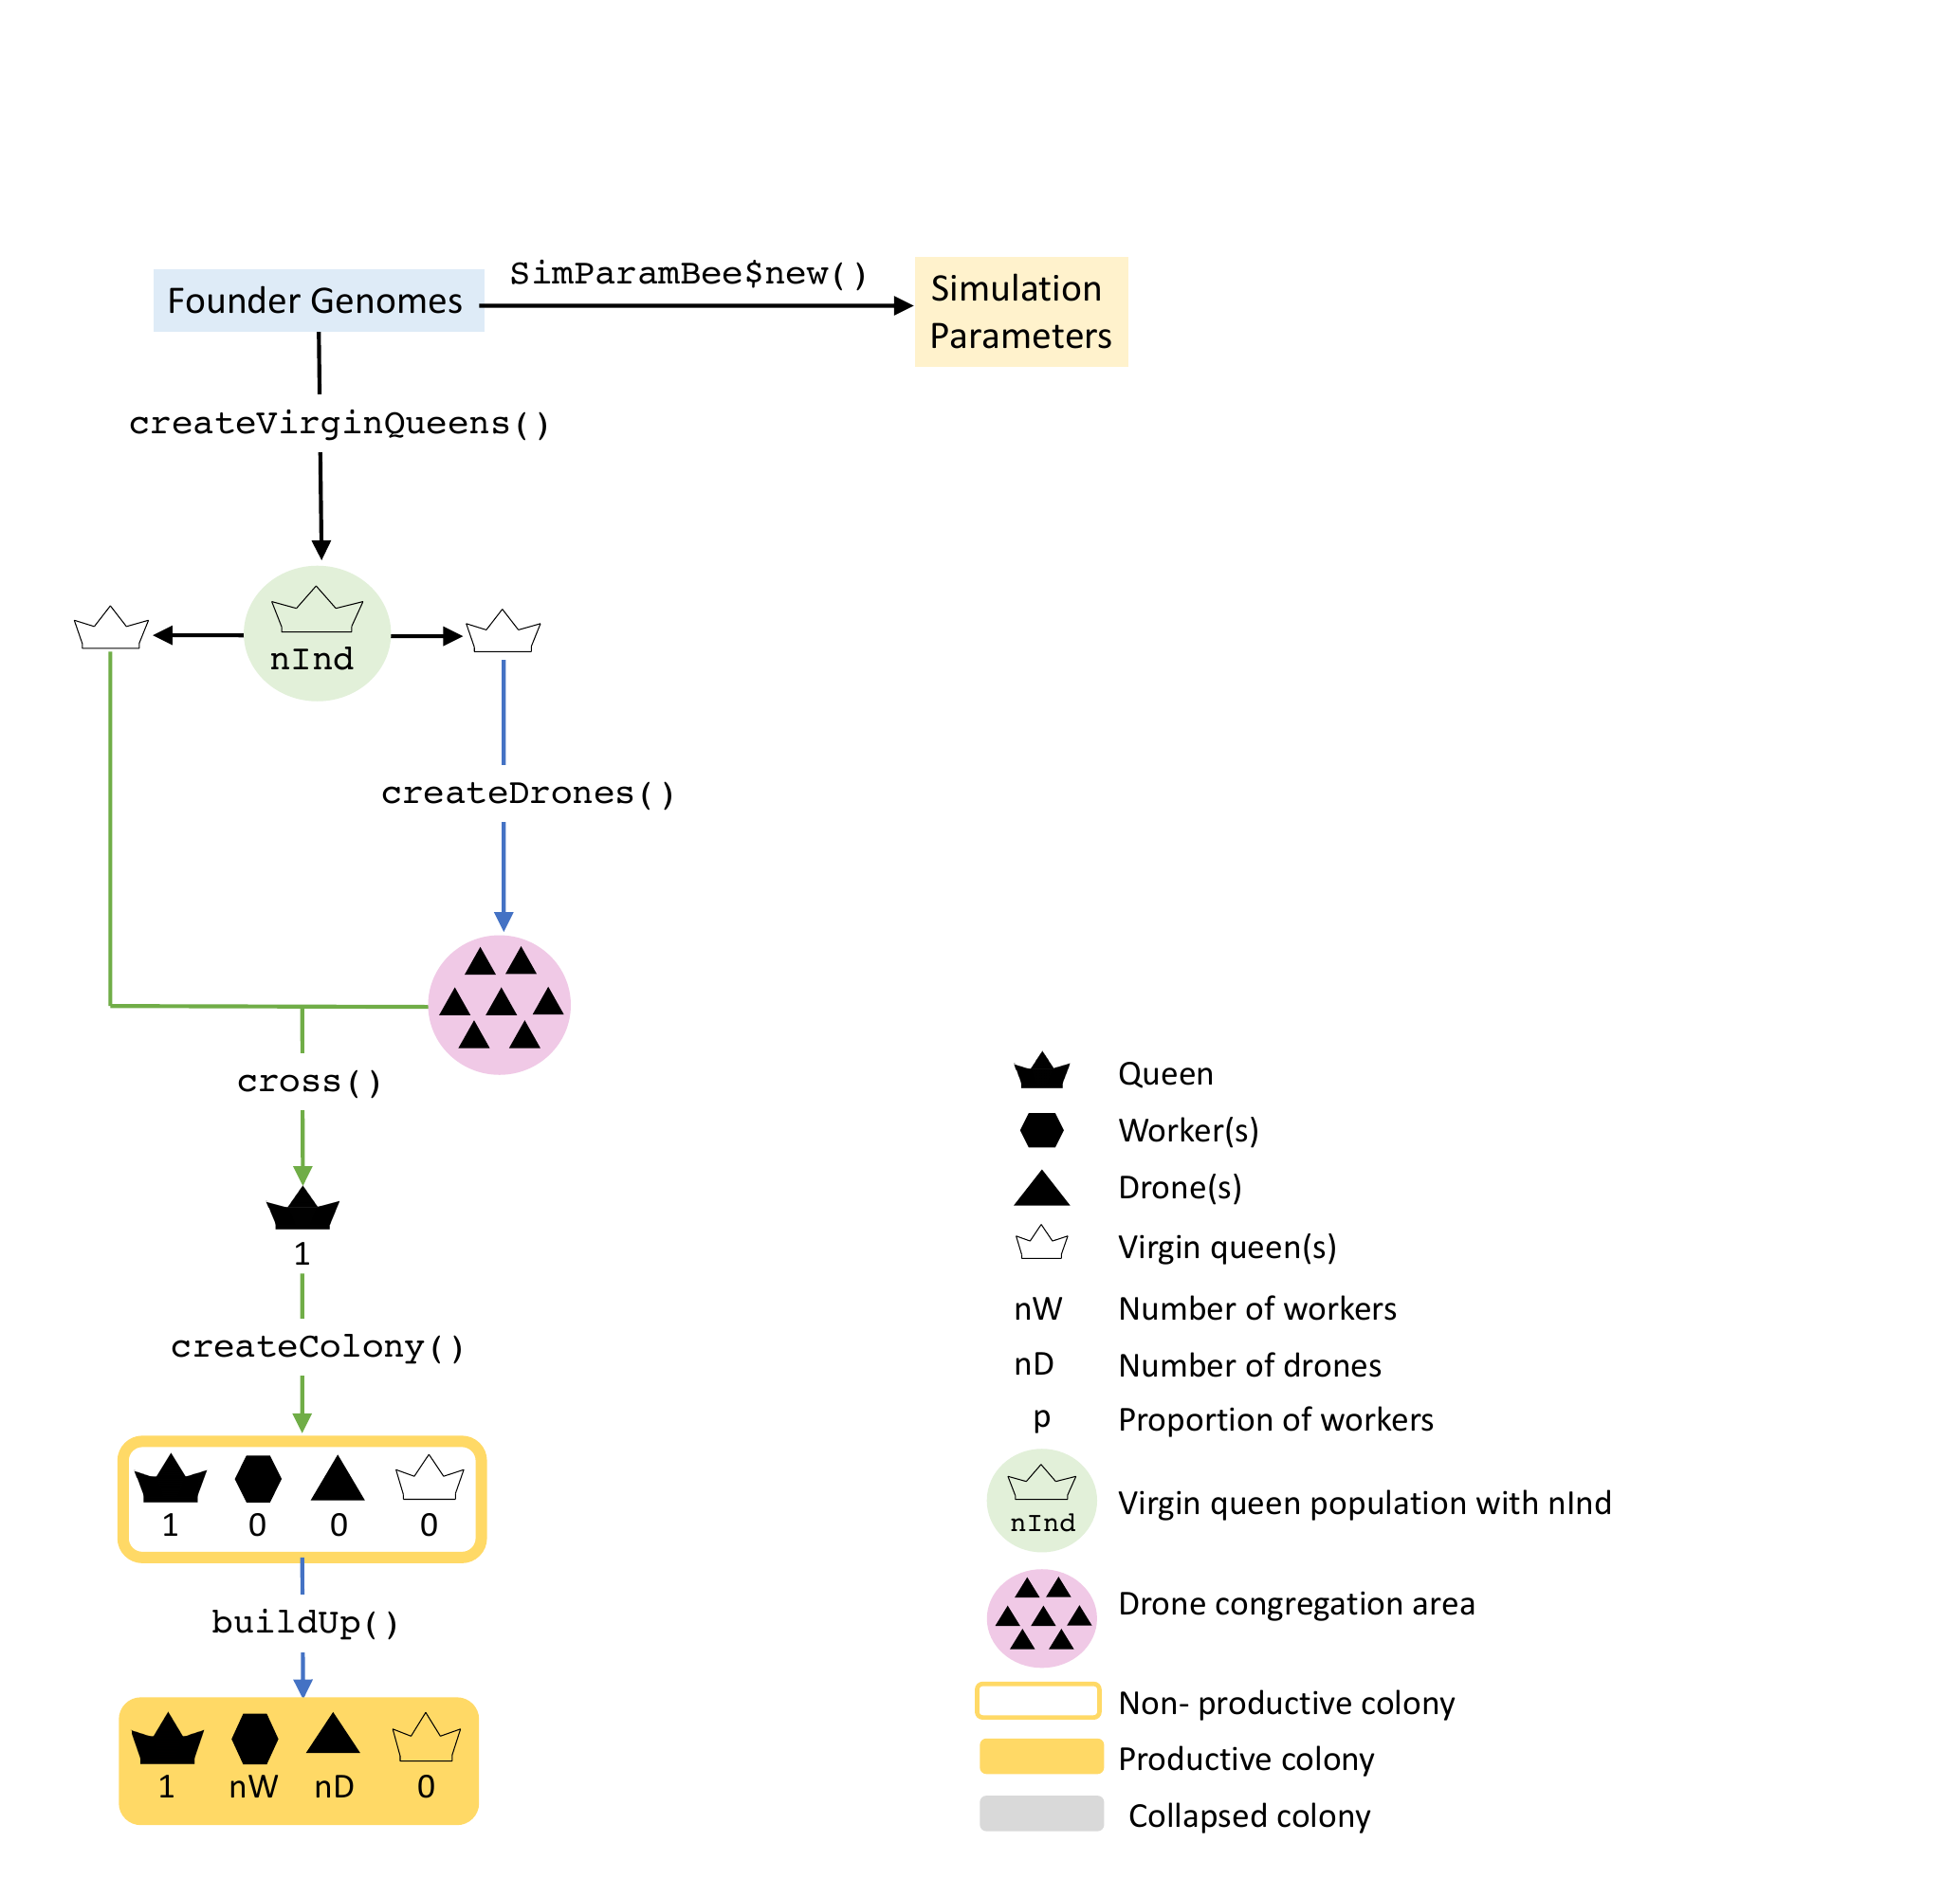 SimParamBee$new()
Founder Genomes
Simulation
Parameters
createVirginQueens()
nInd
createDrones()
cross()
1
createColony()
1 0 0 0
buildUp()
1 nW nD 0
Queen
Worker(s)
Drone(s)
Virgin queen(s)
nW Number of workers
nD Number of drones
p Proportion of workers
Virgin queen population with nInd
nInd
Drone congregation area
Non- productive colony
Productive colony
Collapsed colony